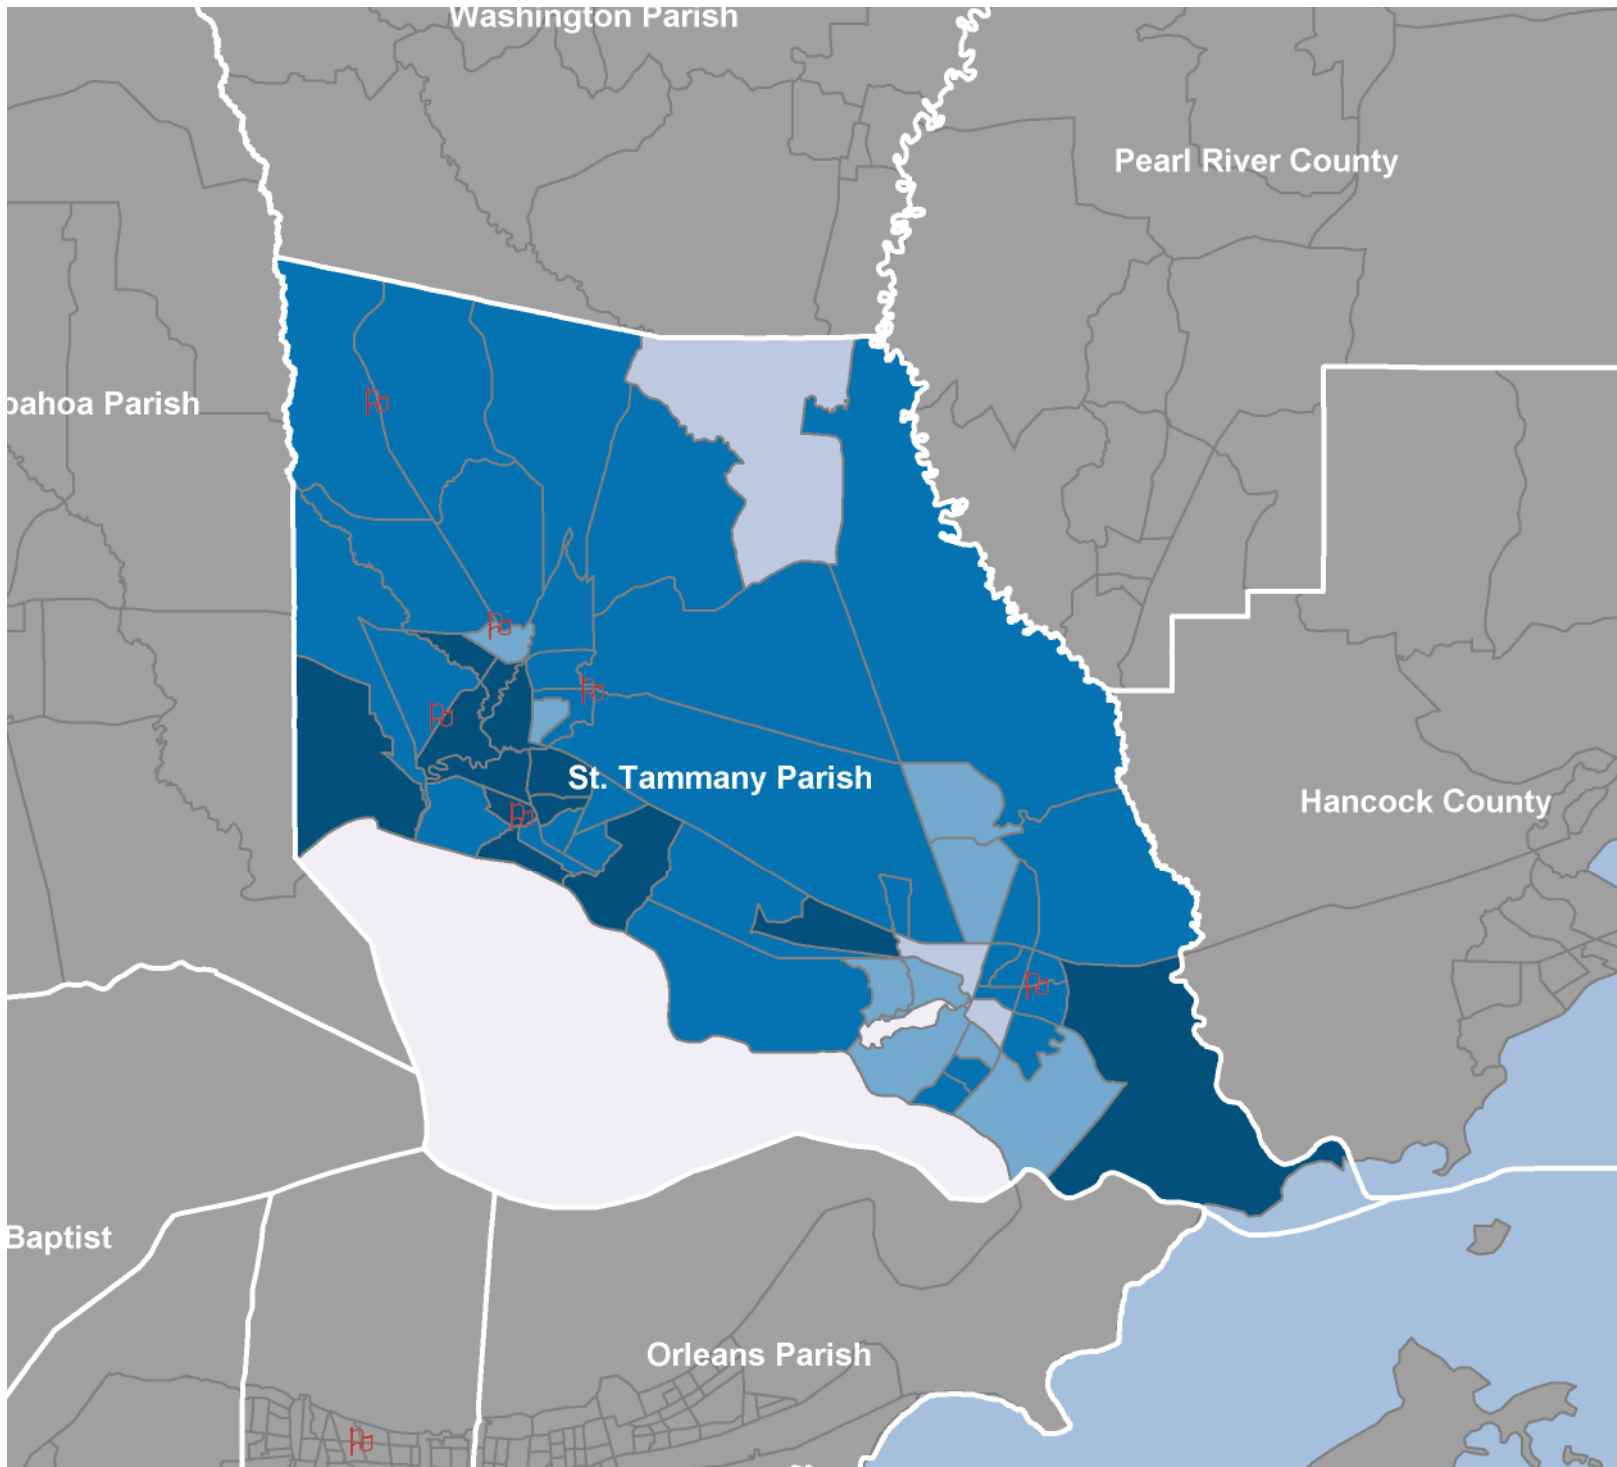 Washington Parish
Pearl River County
pahoa Parish
St. Tammany Parish
Hancock County
Baptist
Orleans Parish